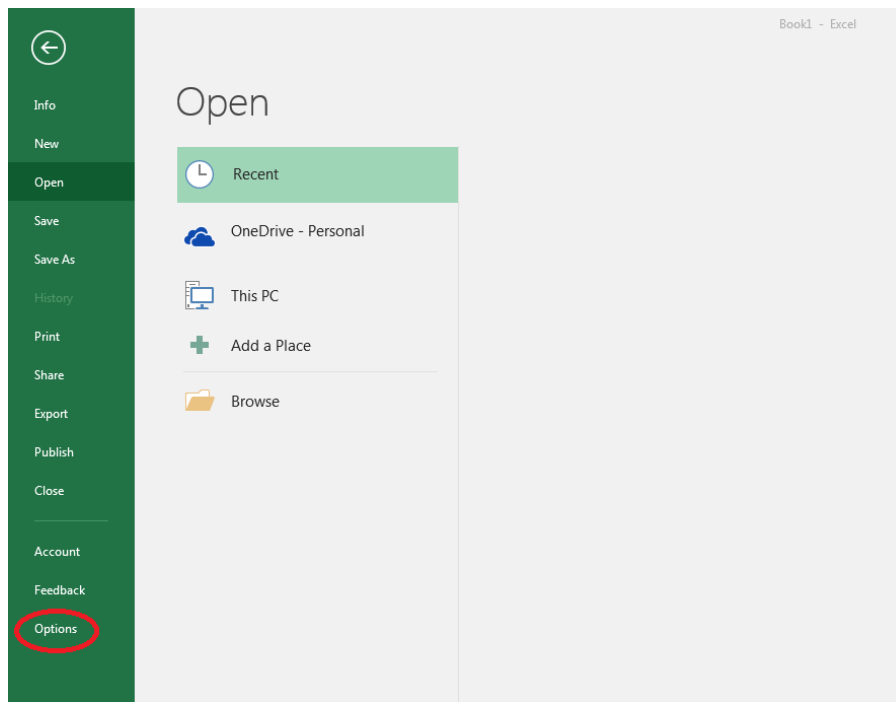 Book1 - Excel
Info
New
Open
Save
Save As
History
Print
Share
Export
Publish
Close
Account
Feedback
Options
Open
Recent
OneDrive - Personal
This PC
Add a Place
Browse